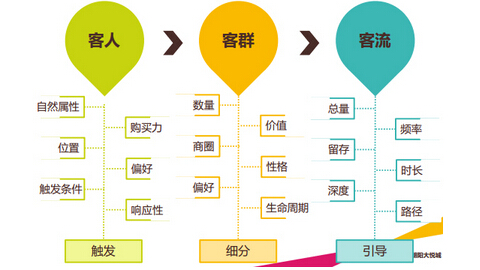 客人
客群
客流
自然属性
购买力
位置
偏好
触发条件
响应性
触发
数量
价值
商圈
性格
偏好
生命周期
细分
总量
频率
留存
时长
深度
路径
引导
朝阳大悦城